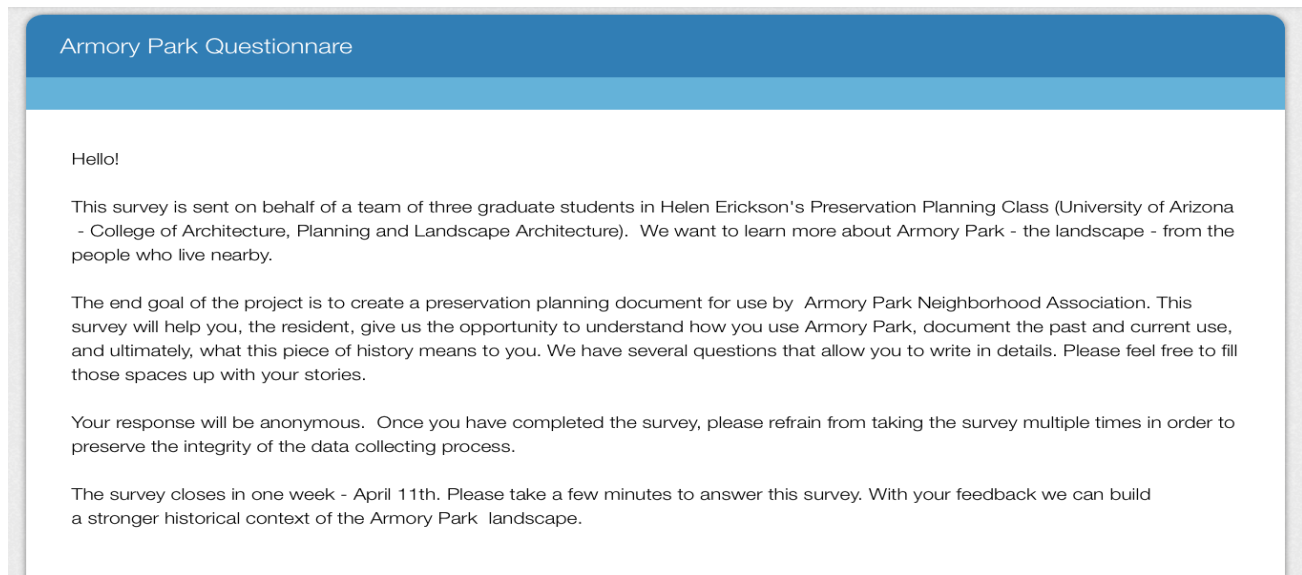 Armory Park Questionnare
Hello!
This survey is sent on behalf of a team of three graduate students in Helen Erickson's Preservation Planning Class (University of Arizona
- College of Architecture, Planning and Landscape Architecture).  We want to learn more about Armory Park - the landscape - from the
people who live nearby.
The end goal of the project is to create a preservation planning document for use by  Armory Park Neighborhood Association. This
survey will help you, the resident, give us the opportunity to understand how you use Armory Park, document the past and current use,
and ultimately, what this piece of history means to you. We have several questions that allow you to write in details. Please feel free to fill
those spaces up with your stories.
Your response will be anonymous.  Once you have completed the survey, please refrain from taking the survey multiple times in order to
preserve the integrity of the data collecting process.
The survey closes in one week - April 11th. Please take a few minutes to answer this survey. With your feedback we can build
a stronger historical context of the Armory Park  landscape.